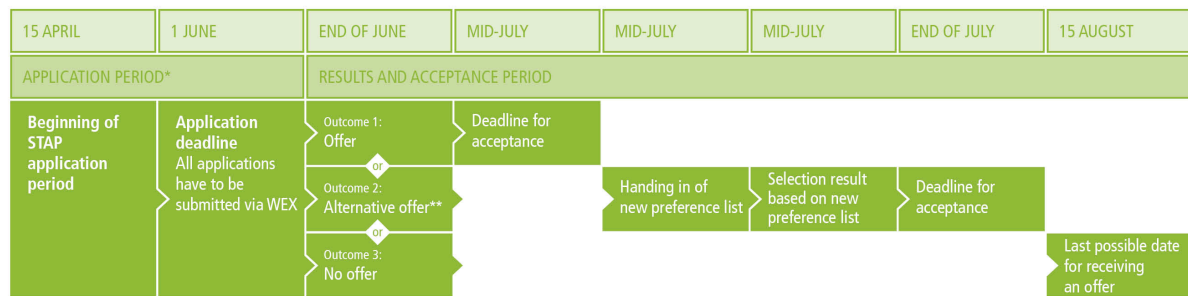 15 APRIL
1 JUNE
END OF JUNE
MID-JULY
MID-JULY
MID-JULY
END OF JULY
15 AUGUST
APPLICATION PERIOD*
RESULTS AND ACCEPTANCE PERIOD
Beginning of
STAP
application
period
Application
deadline
All applications
have to be
submitted via WEX
Outcome 1:
Offer
or
Outcome 2:
Alternative offer**
or
Outcome 3:
No offer
Deadline for
acceptance
Handing in of
new preference list
Selection result
based on new
preference list
Deadline for
acceptance
Last possible date
for receiving
an offer